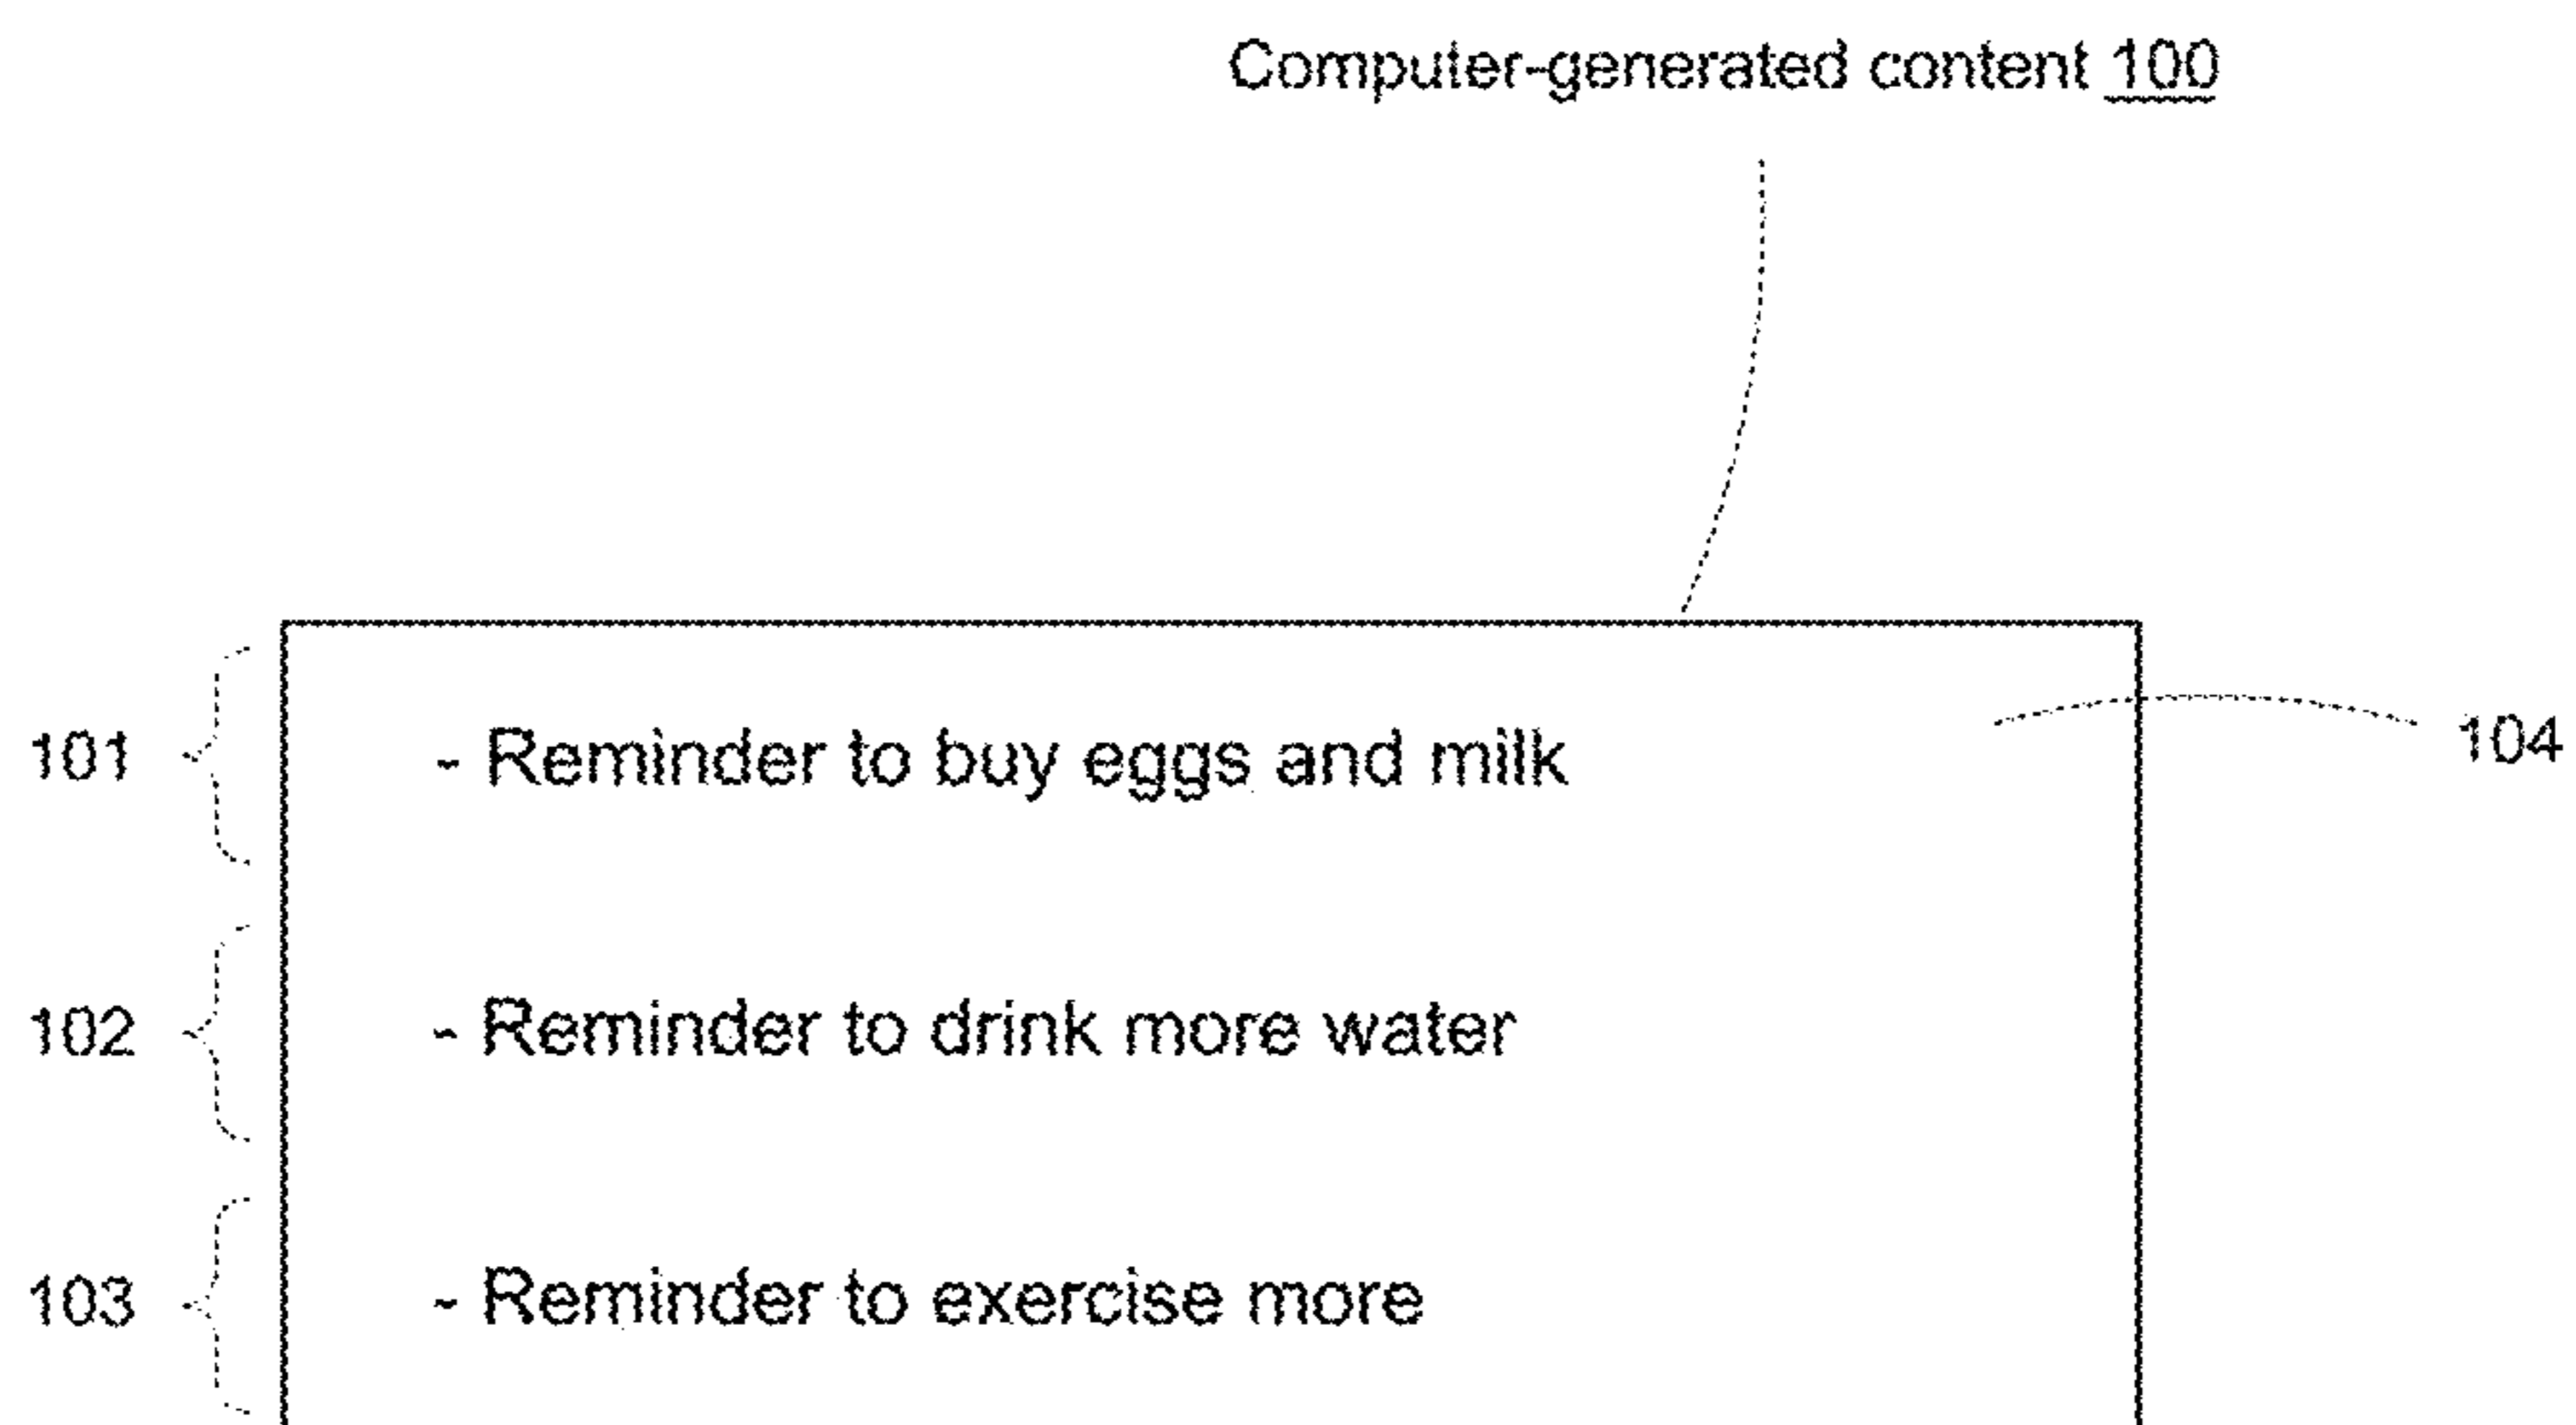 Computer-generated content 100
101 - Reminder to buy eggs and milk 104
102 - Reminder to drink more water
103 - Reminder to exercise more